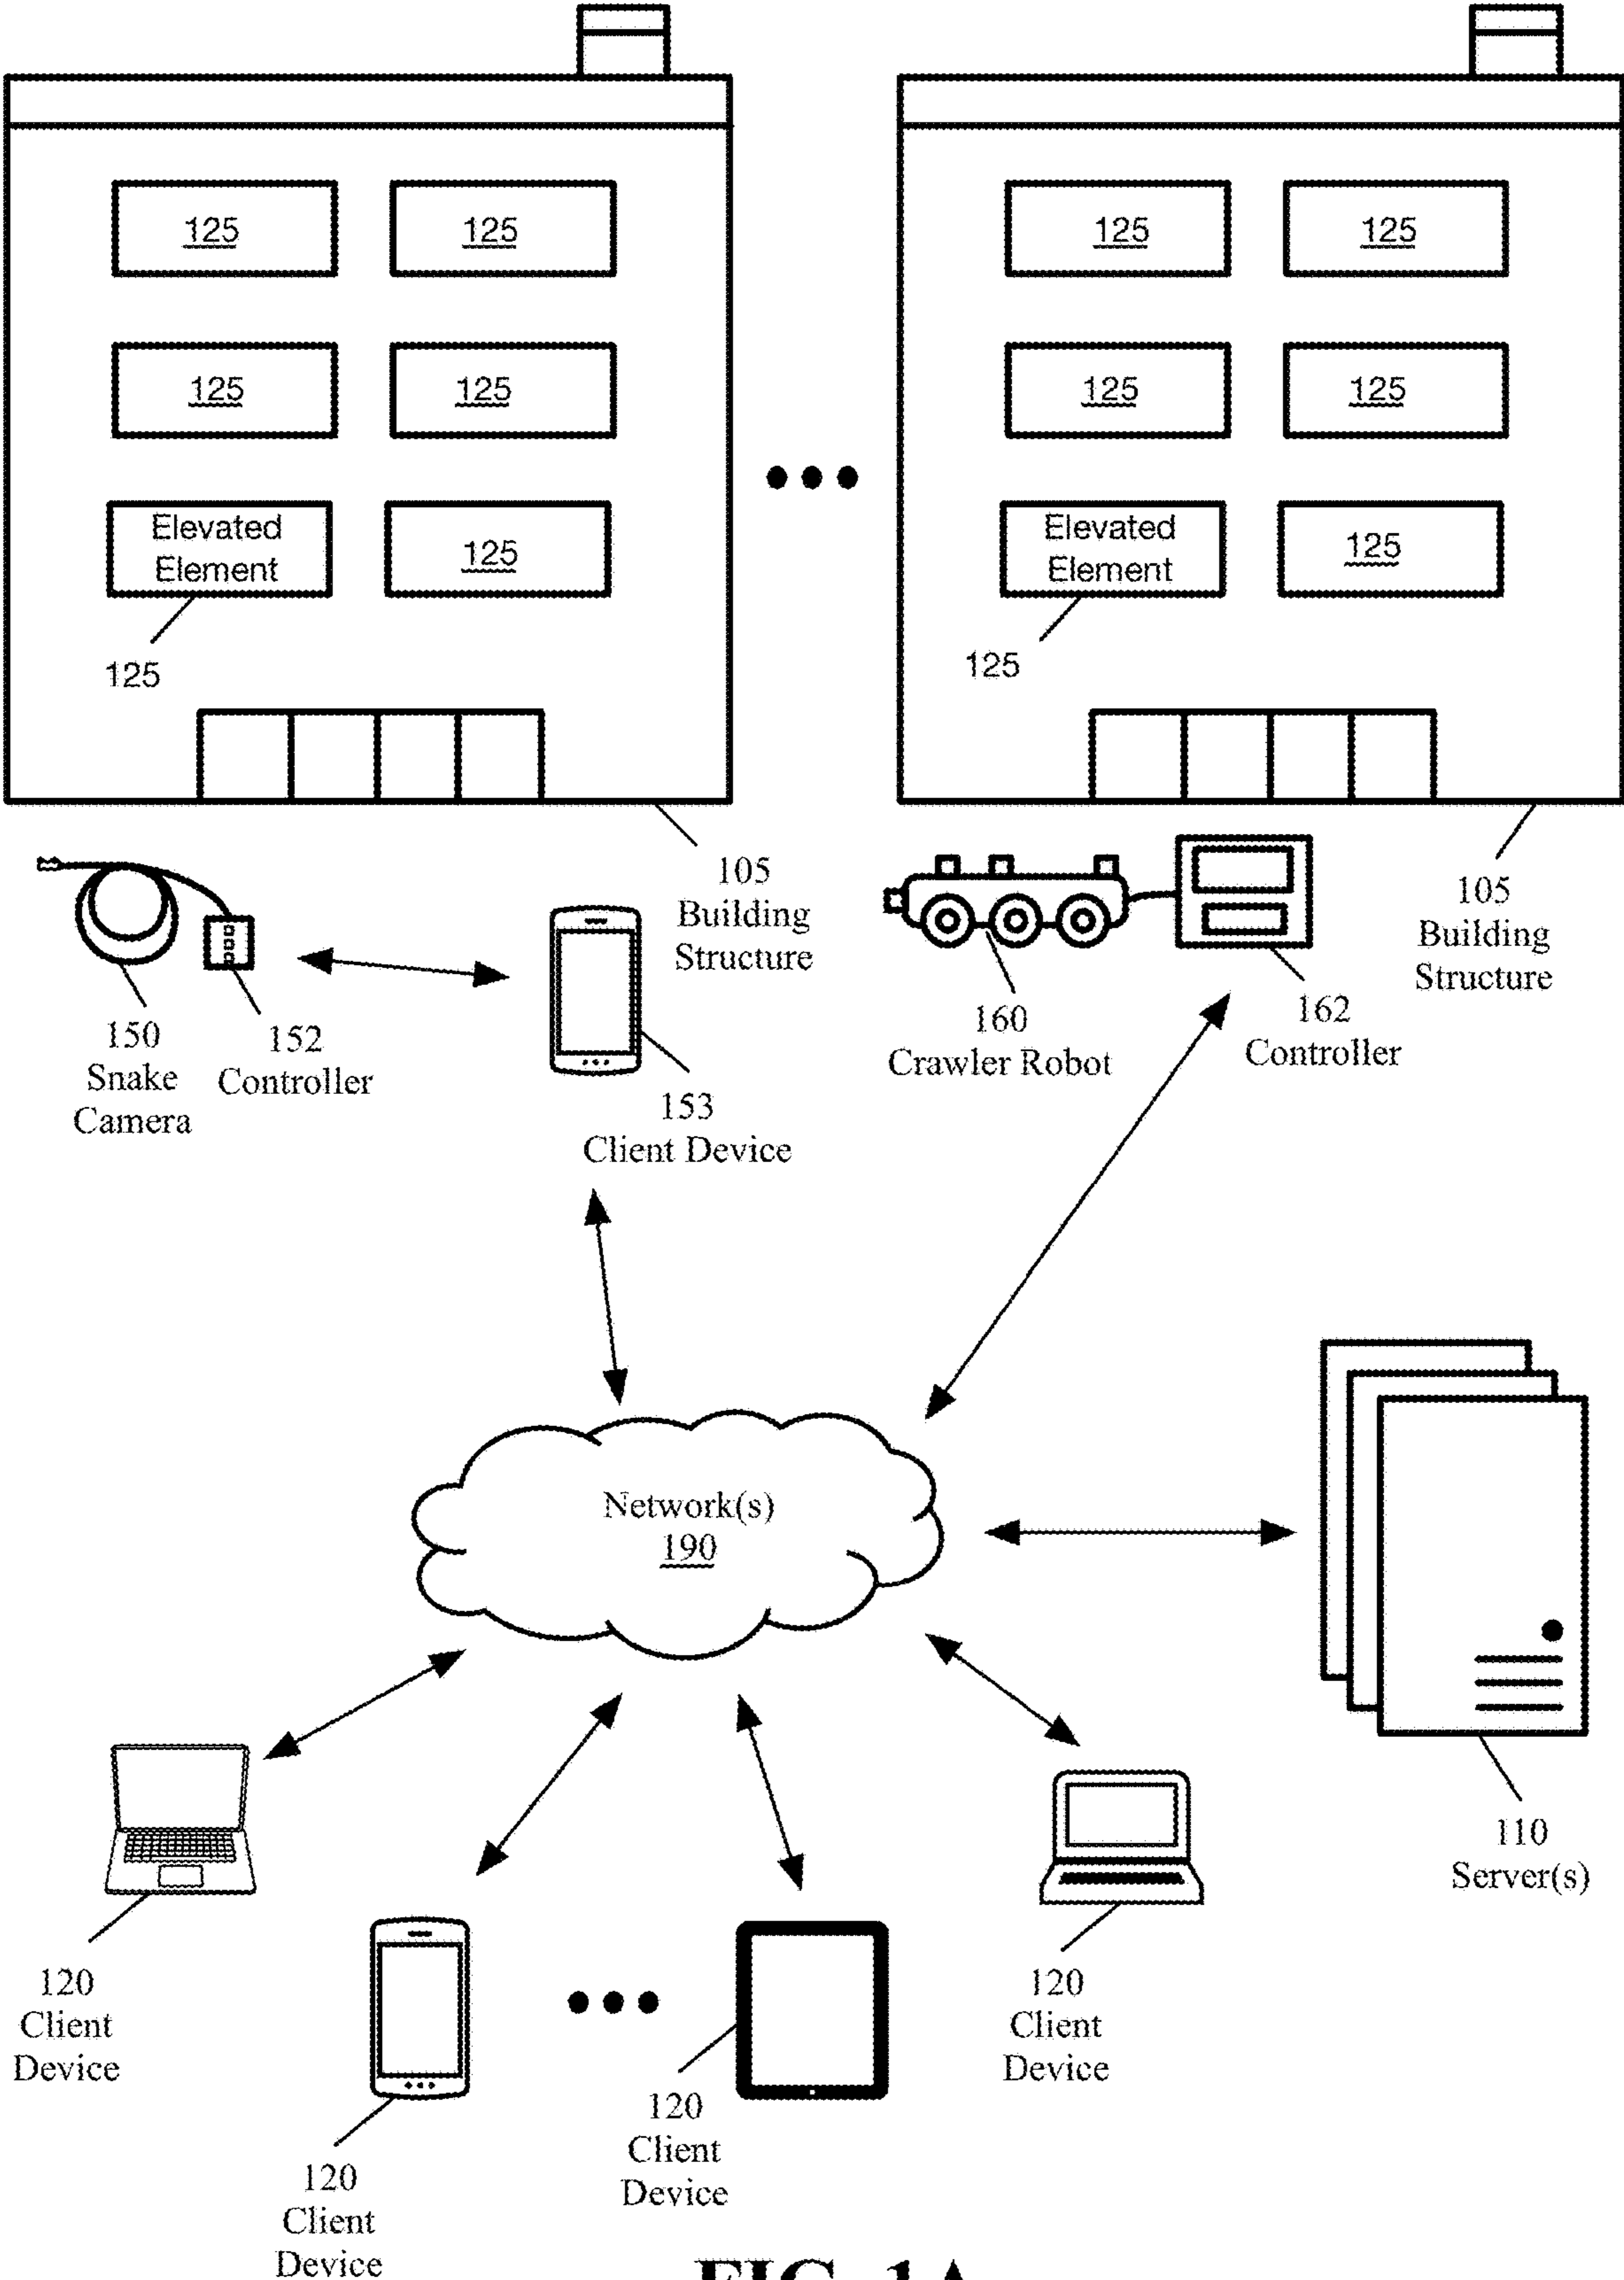 125 125 125 125
125 125 125 125
Elevated
Element
125
Elevated
Element
125
125
125
105
Building
Structure
105
Building
Structure
150
Snake
Camera
152
Controller
153
Client Device
160
Crawler Robot
162
Controller
Network(s)
190
110
Server(s)
120
Client
Device
120
Client
Device
120
Client
Device
120
Client
Device
FIG. 1A